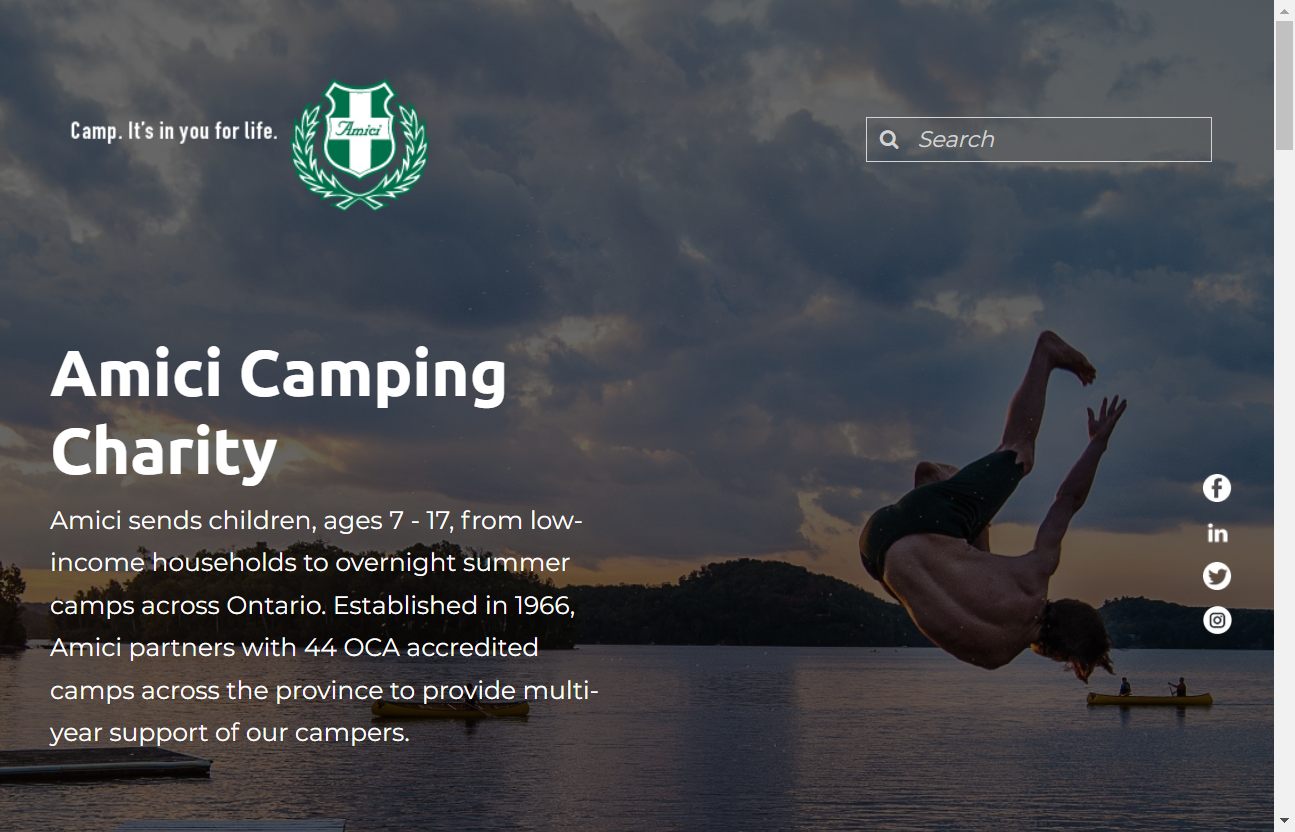 Camp. It's in you for life.
Amici
Search
Amici Camping
Charity
Amici sends children, ages 7 - 17, from low-
income households to overnight summer
camps across Ontario. Established in 1966,
Amici partners with 44 OCA accredited
camps across the province to provide multi-
year support of our campers.
f
in